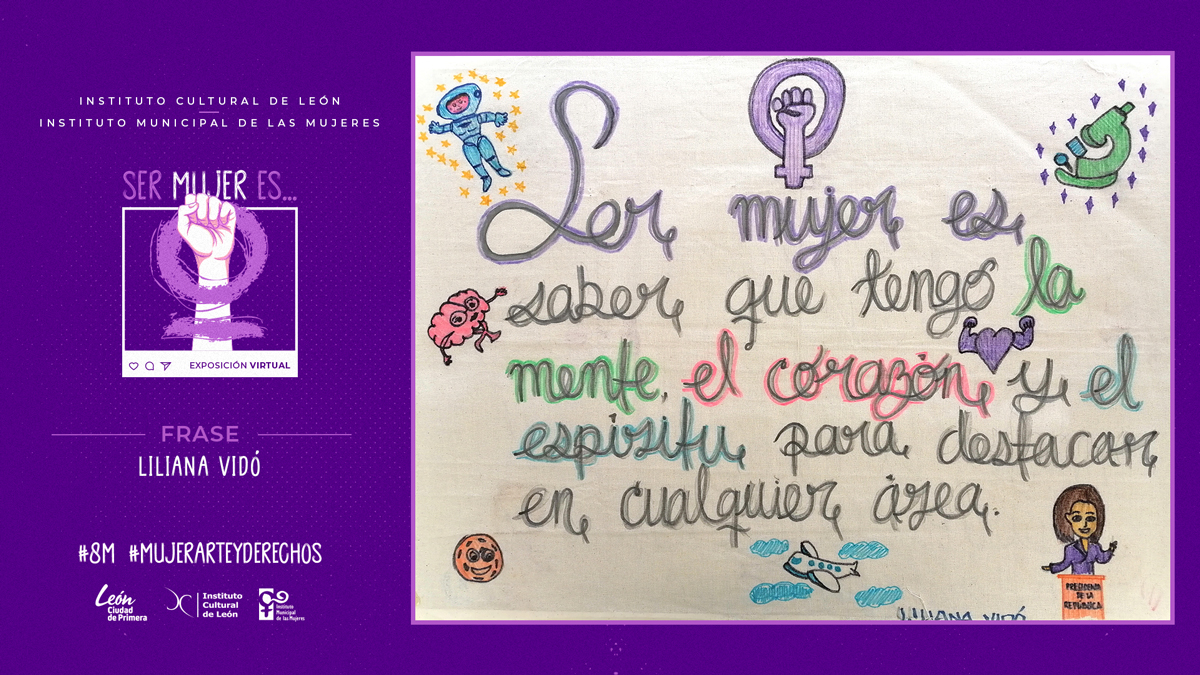 INSTITUTO CULTURAL DE LEÓN
INSTITUTO MUNICIPAL DE LAS MUJERES
SER MUJER ES...
EXPOSICIÓN VIRTUAL
FRASE
LILIANA VIDÓ
#8M #MUJERARTEYDERECHOS
León
Ciudad
de Primera
Instituto
Cultural
de León
Instituto
Municipal
de las Mujeres
Ser mujer es
saber que tengo la
mente, el corazón y el
espíritu para destacar
en cualquier área.
PRESIDENTA
DE LA
REPÚBLICA
LILIANA VIDÓ